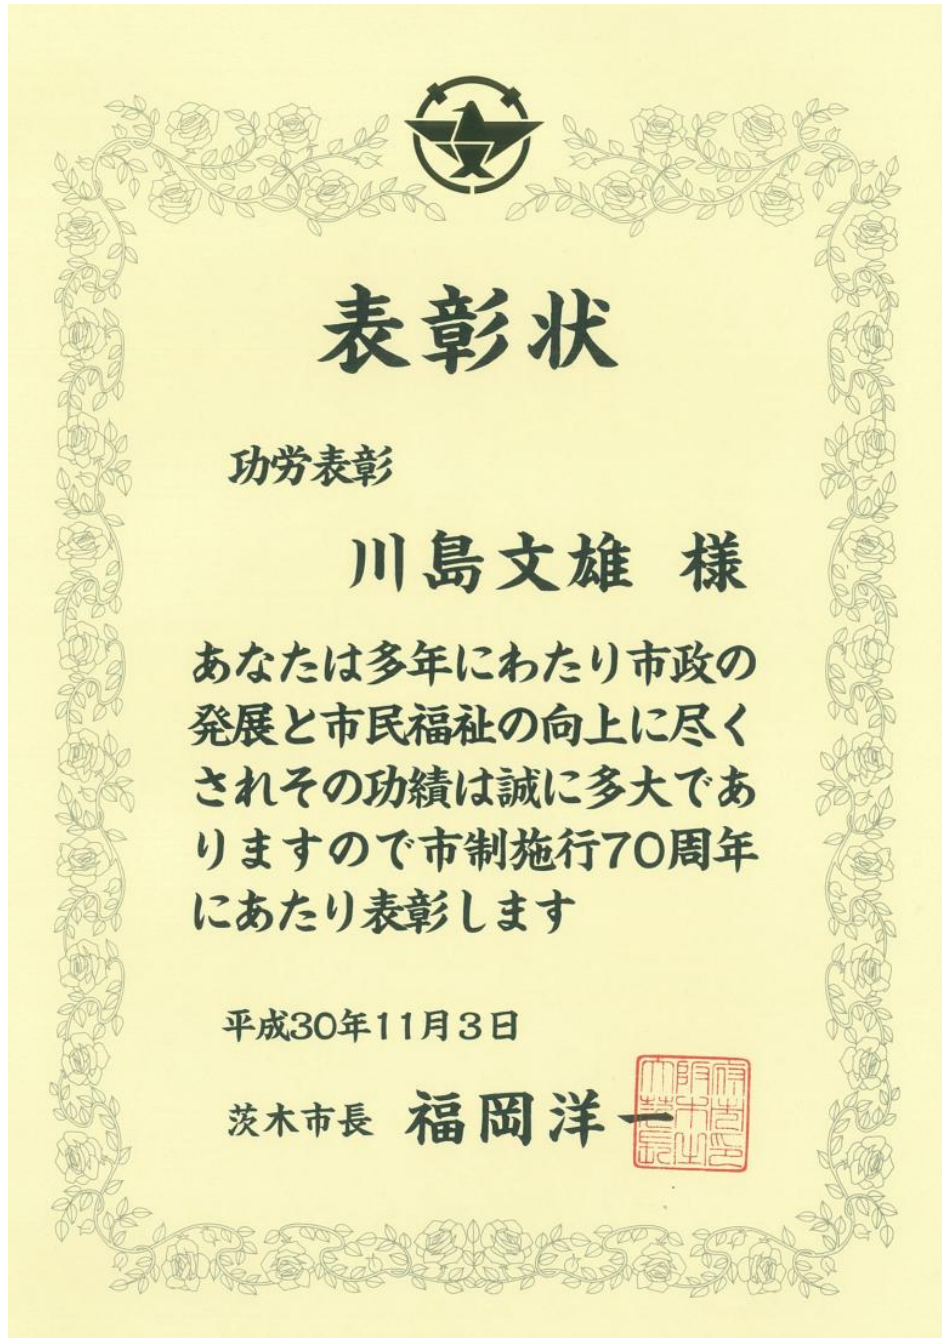 表彰状
功労表彰
川島文雄 様
あなたは多年にわたり市政の
発展と市民福祉の向上に尽く
されその功績は誠に多大であ
りますので市制施行70周年
にあたり表彰します
平成30年11月3日
茨木市長 福岡洋一